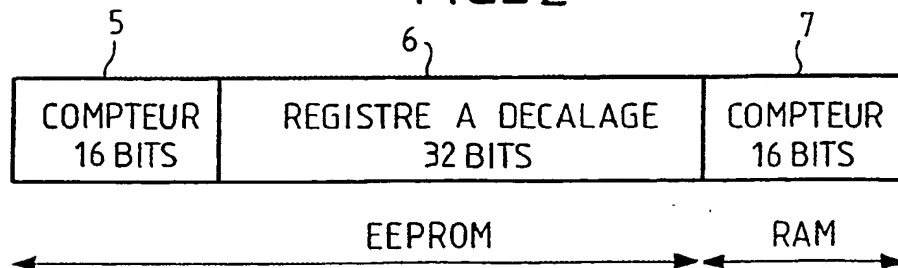 5 6 7
COMPTEUR REGISTRE A DECALAGE COMPTEUR
16 BITS 32 BITS 16 BITS
EEPROM RAM